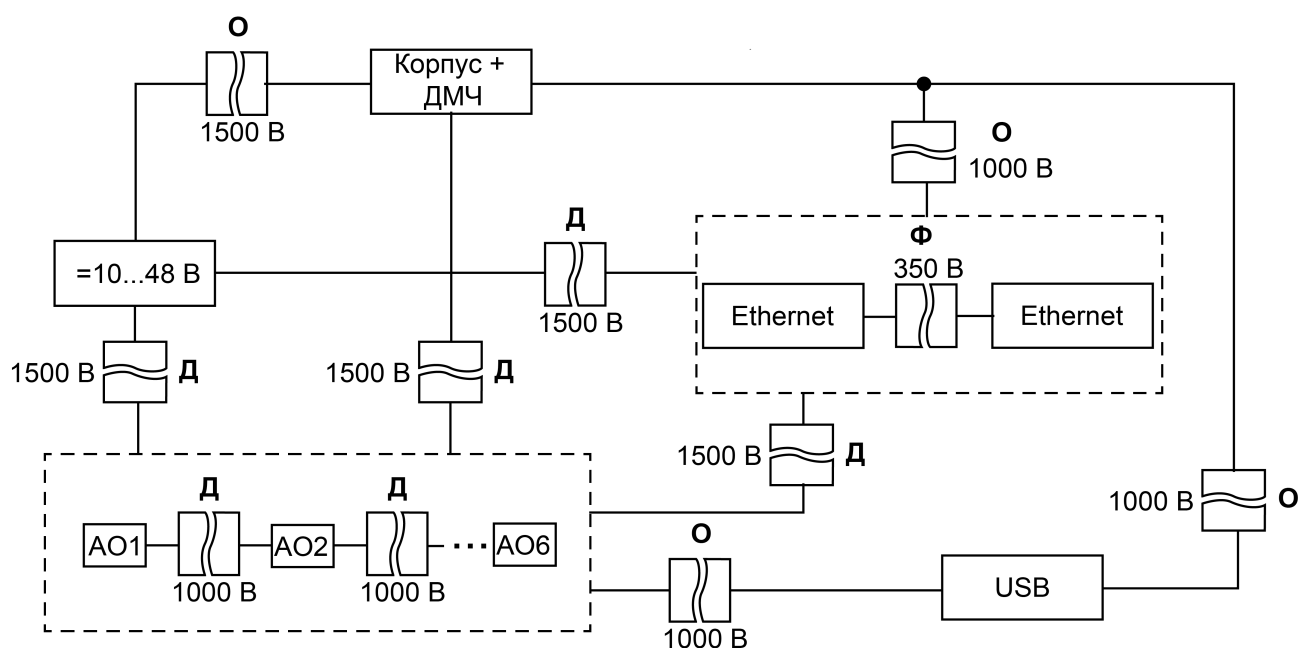 О
1500 В
Корпус +
ДМЧ
О
1000 В
=10...48 В
Д
1500 В
Ф
350 В
Ethernet
Ethernet
1500 В
Д
1500 В
Д
1500 В
Д
1000 В
О
Д
Д
АО1
АО2
...
АО6
1000 В
1000 В
О
1000 В
USB